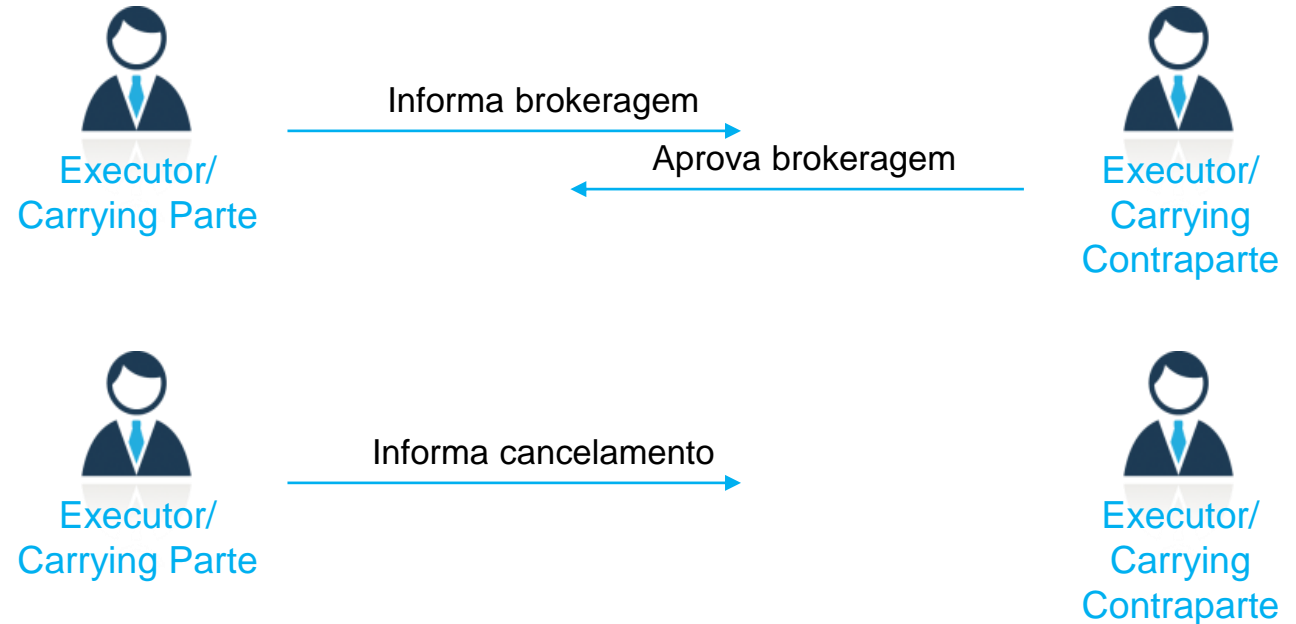 Informa brokeragem
Aprova brokeragem
Executor/
Carrying Parte
Executor/
Carrying
Contraparte
Informa cancelamento
Executor/
Carrying Parte
Executor/
Carrying
Contraparte